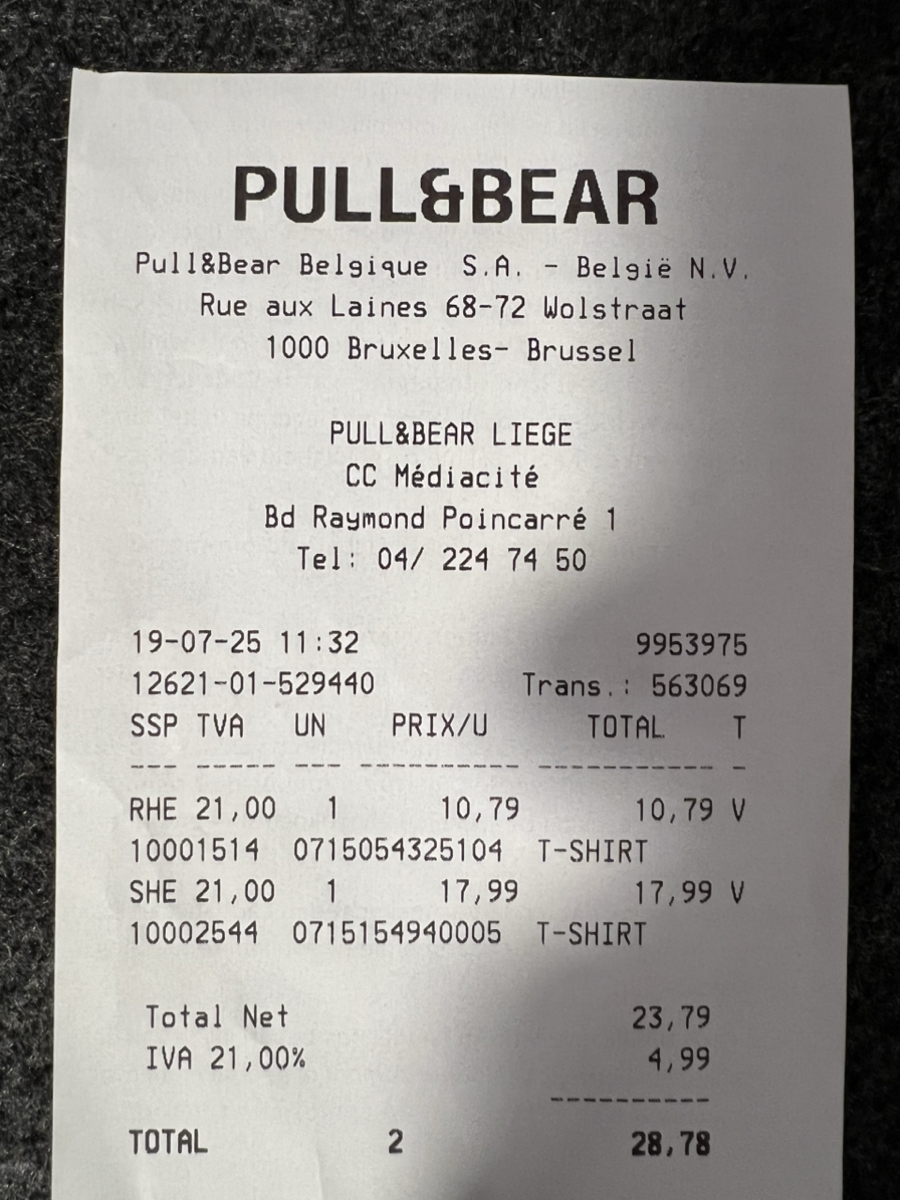 PULL&BEAR
Pull&Bear Belgique S.A. - België N.V.
Rue aux Laines 68-72 Wolstraat
1000 Bruxelles- Brussel
PULL&BEAR LIEGE
CC Médiacité
Bd Raymond Poincarré 1
Tel: 04/ 224 74 50
19-07-25 11:32 9953975
12621-01-529440 Trans.: 563069
SSP TVA UN PRIX/U TOTAL T
--- ----- --- ---------- ----------- -
RHE 21,00 1 10,79 10,79 V
10001514 0715054325104 T-SHIRT
SHE 21,00 1 17,99 17,99 V
10002544 0715154940005 T-SHIRT
Total Net 23,79
IVA 21,00% 4,99
----------
TOTAL 2 28,78